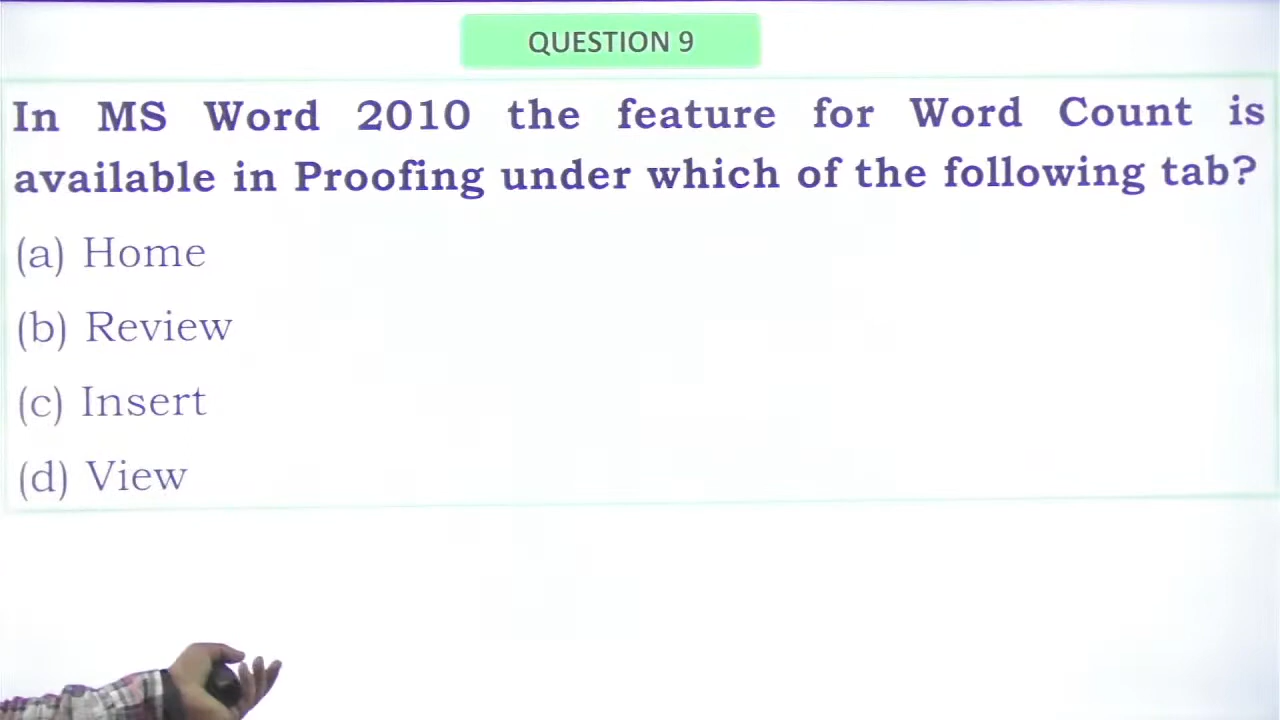 QUESTION 9
In MS Word 2010 the feature for Word Count is
available in Proofing under which of the following tab?
(a) Home
(b) Review
(c) Insert
(d) View